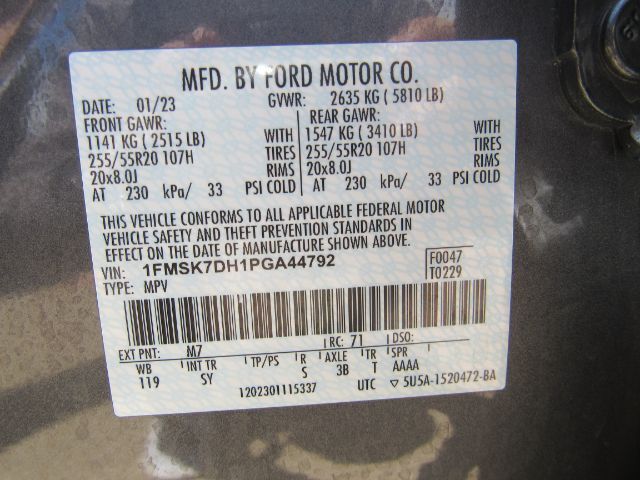 MFD. BY FORD MOTOR CO.
DATE: 01/23 GVWR: 2635 KG ( 5810 LB)
FRONT GAWR: REAR GAWR:
1141 KG ( 2515 LB) WITH 1547 KG ( 3410 LB) WITH
255/55R20 107H TIRES 255/55R20 107H TIRES
20x8.0J RIMS 20x8.0J RIMS
AT 230 kPa/ 33 PSI COLD AT 230 kPa/ 33 PSI COLD
THIS VEHICLE CONFORMS TO ALL APPLICABLE FEDERAL MOTOR
VEHICLE SAFETY AND THEFT PREVENTION STANDARDS IN
EFFECT ON THE DATE OF MANUFACTURE SHOWN ABOVE.
VIN: 1FMSK7DH1PGA44792 F0047
TYPE: MPV T0229
EXT PNT: M7 RC: 71 DSO:
WB INT TR TP/PS R AXLE TR SPR
119 SY S 3B T AAAA
1202301115337 UTC ▽ 5U5A-1520472-BA